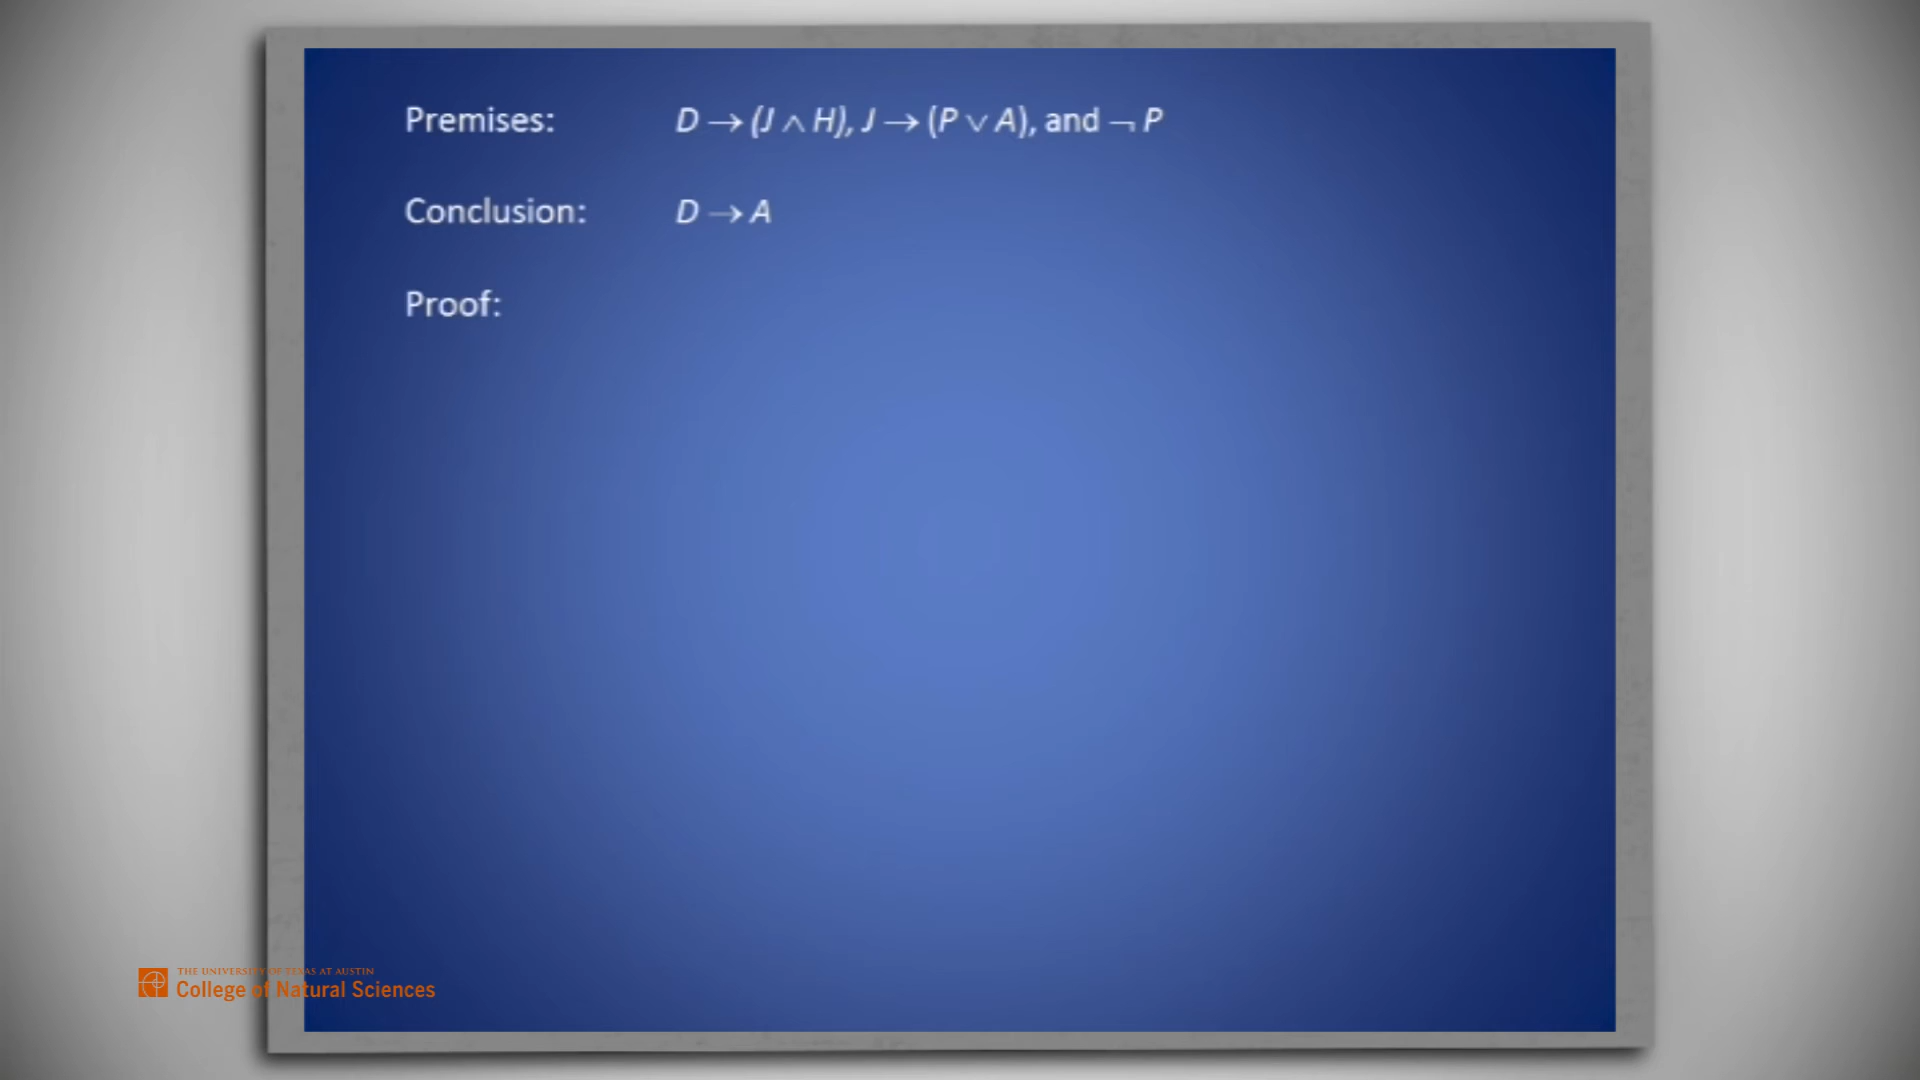 Premises: D → (J ∧ H), J → (P ∨ A), and ¬ P
Conclusion: D → A
Proof:
THE UNIVERSITY OF TEXAS AT AUSTIN
College of Natural Sciences